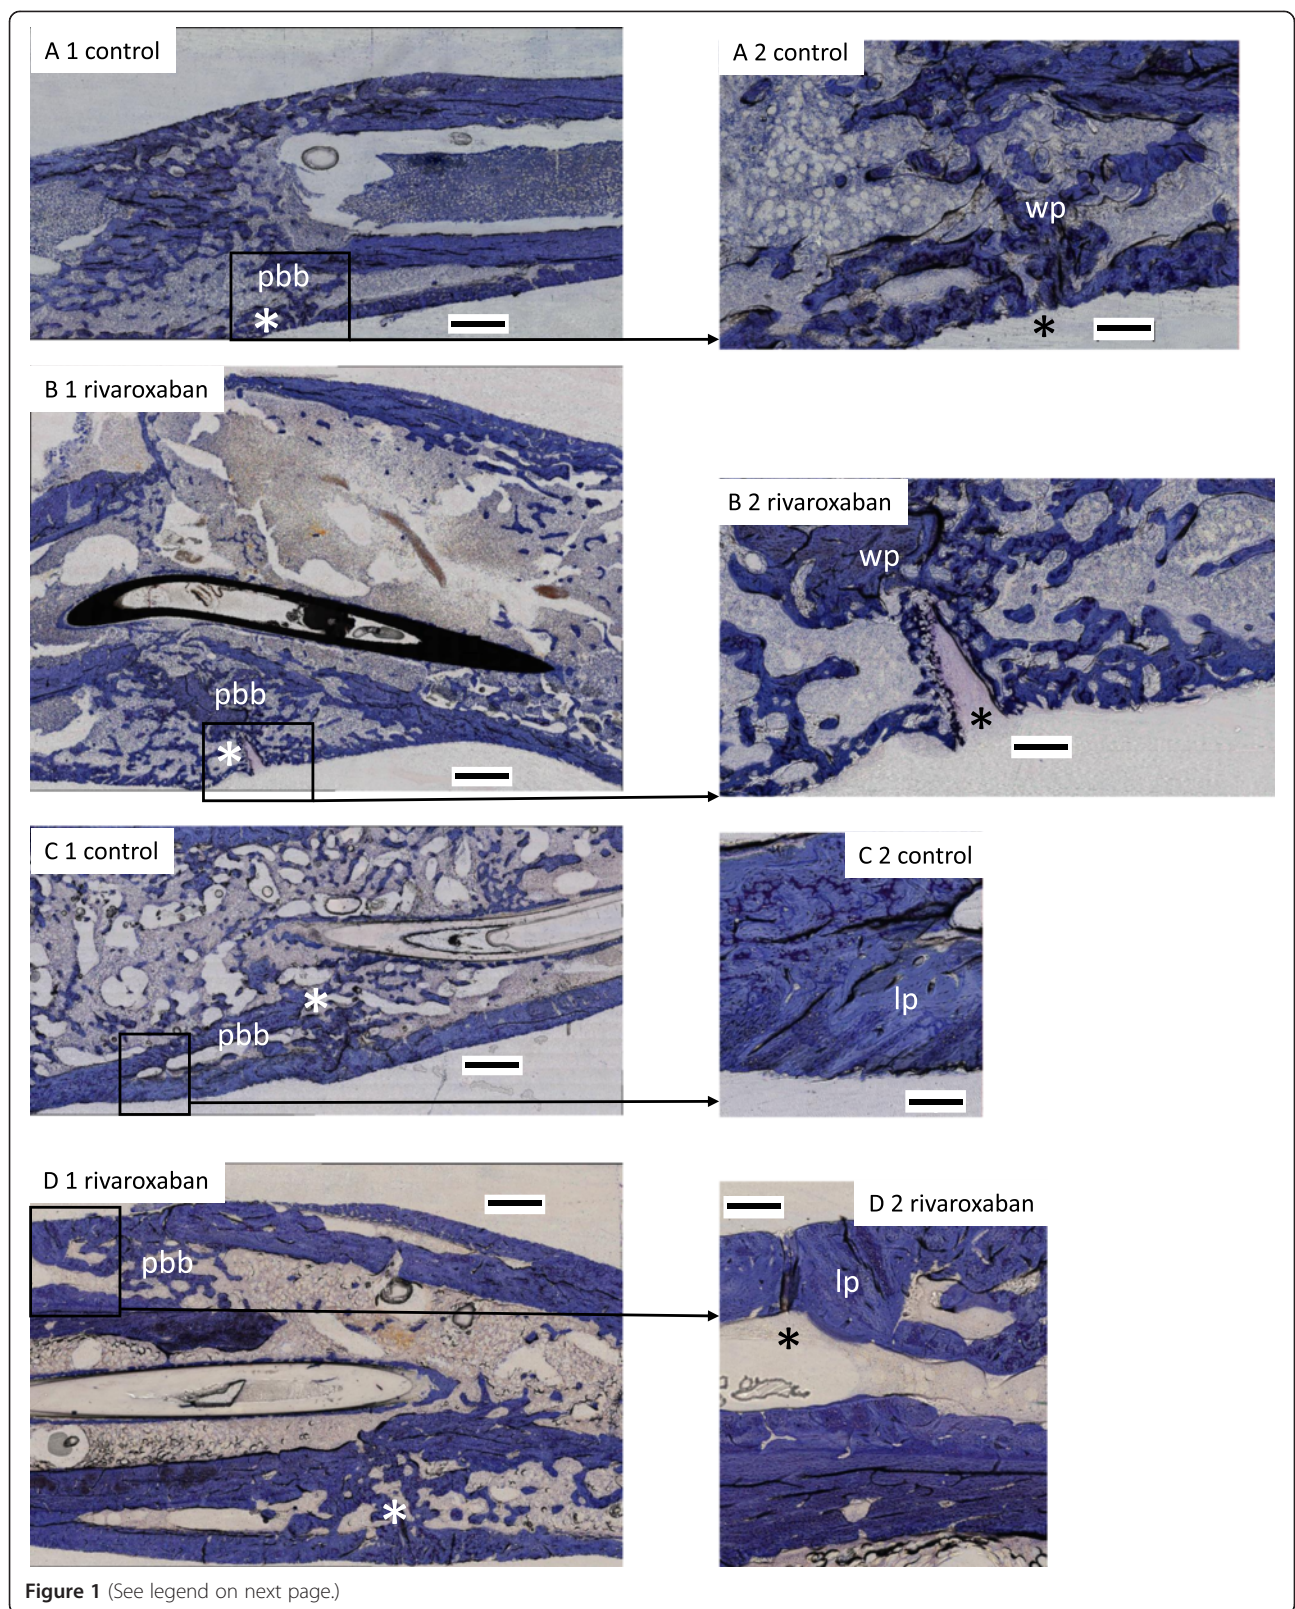 A 1 control
A 2 control
pbb
*
wp
*
B 1 rivaroxaban
B 2 rivaroxaban
pbb
*
wp
*
C 1 control
C 2 control
*
pbb
lp
D 1 rivaroxaban
D 2 rivaroxaban
pbb
*
lp
*
Figure 1 (See legend on next page.)